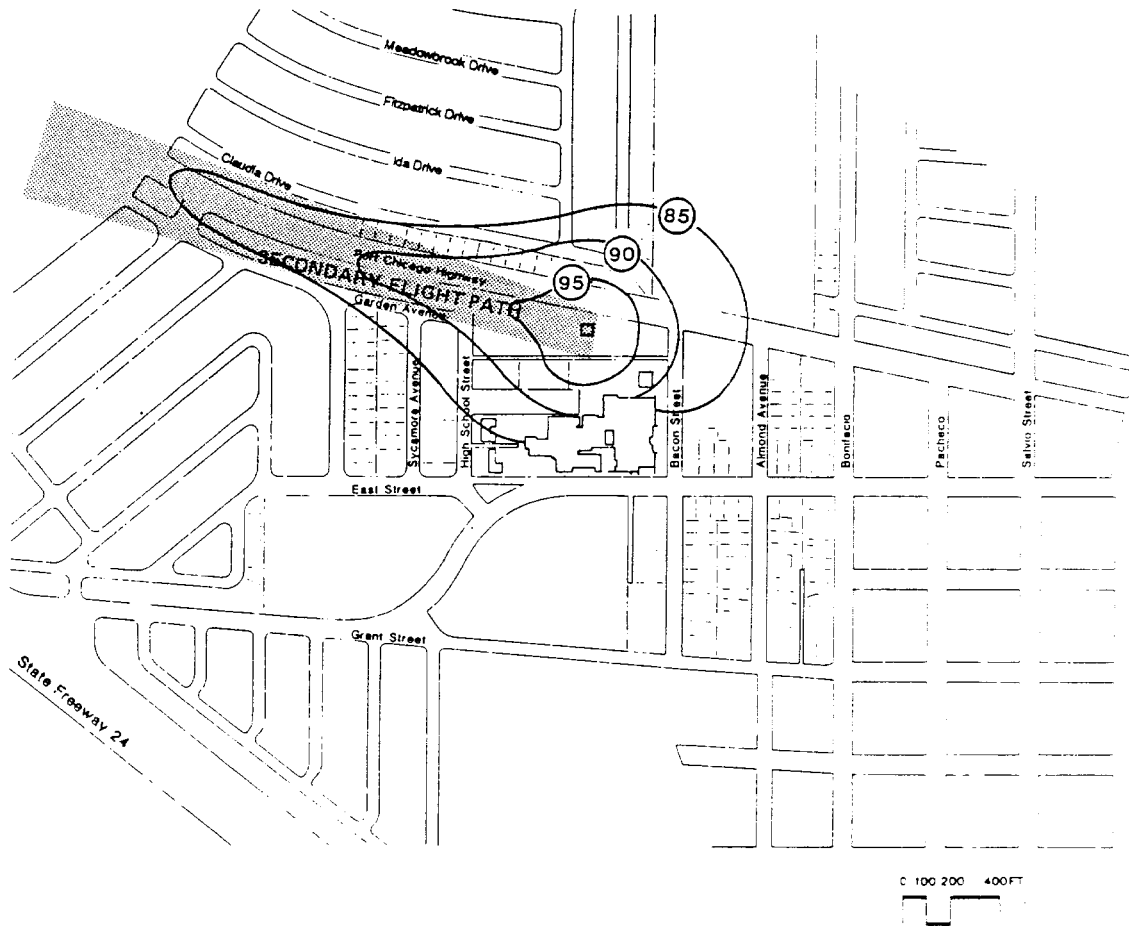 Meadowbrook Drive
Fitzpatrick Drive
Ida Drive
Claudia Drive
85
90
95
Port Chicago Highway
SECONDARY FLIGHT PATH
Garden Avenue
Sycamore Avenue
High School Street
Bacon Street
Almond Avenue
Bonifacio
Pacheco
Salvio Street
East Street
Grant Street
State Freeway 24
0 100 200 400 FT